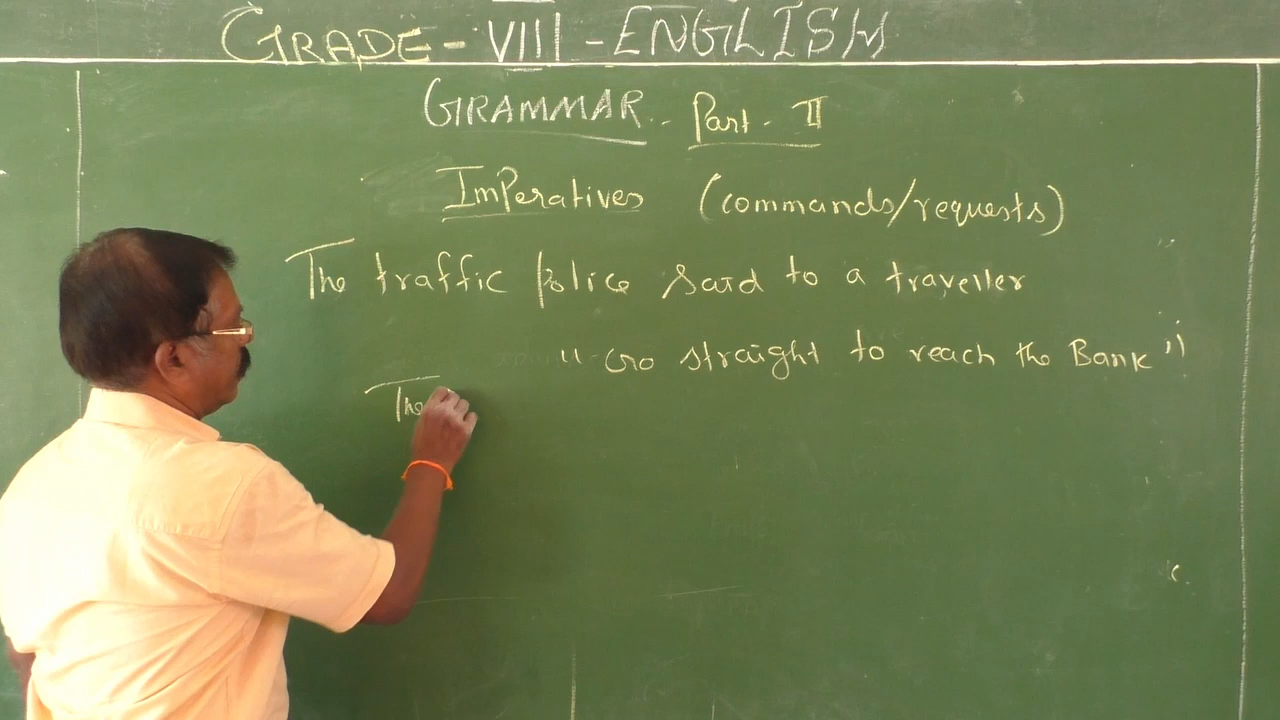 GRADE - VIII - ENGLISH
GRAMMAR - Part - II
Imperatives (commands/requests)
The traffic police said to a traveller
"Go straight to reach the Bank"
The